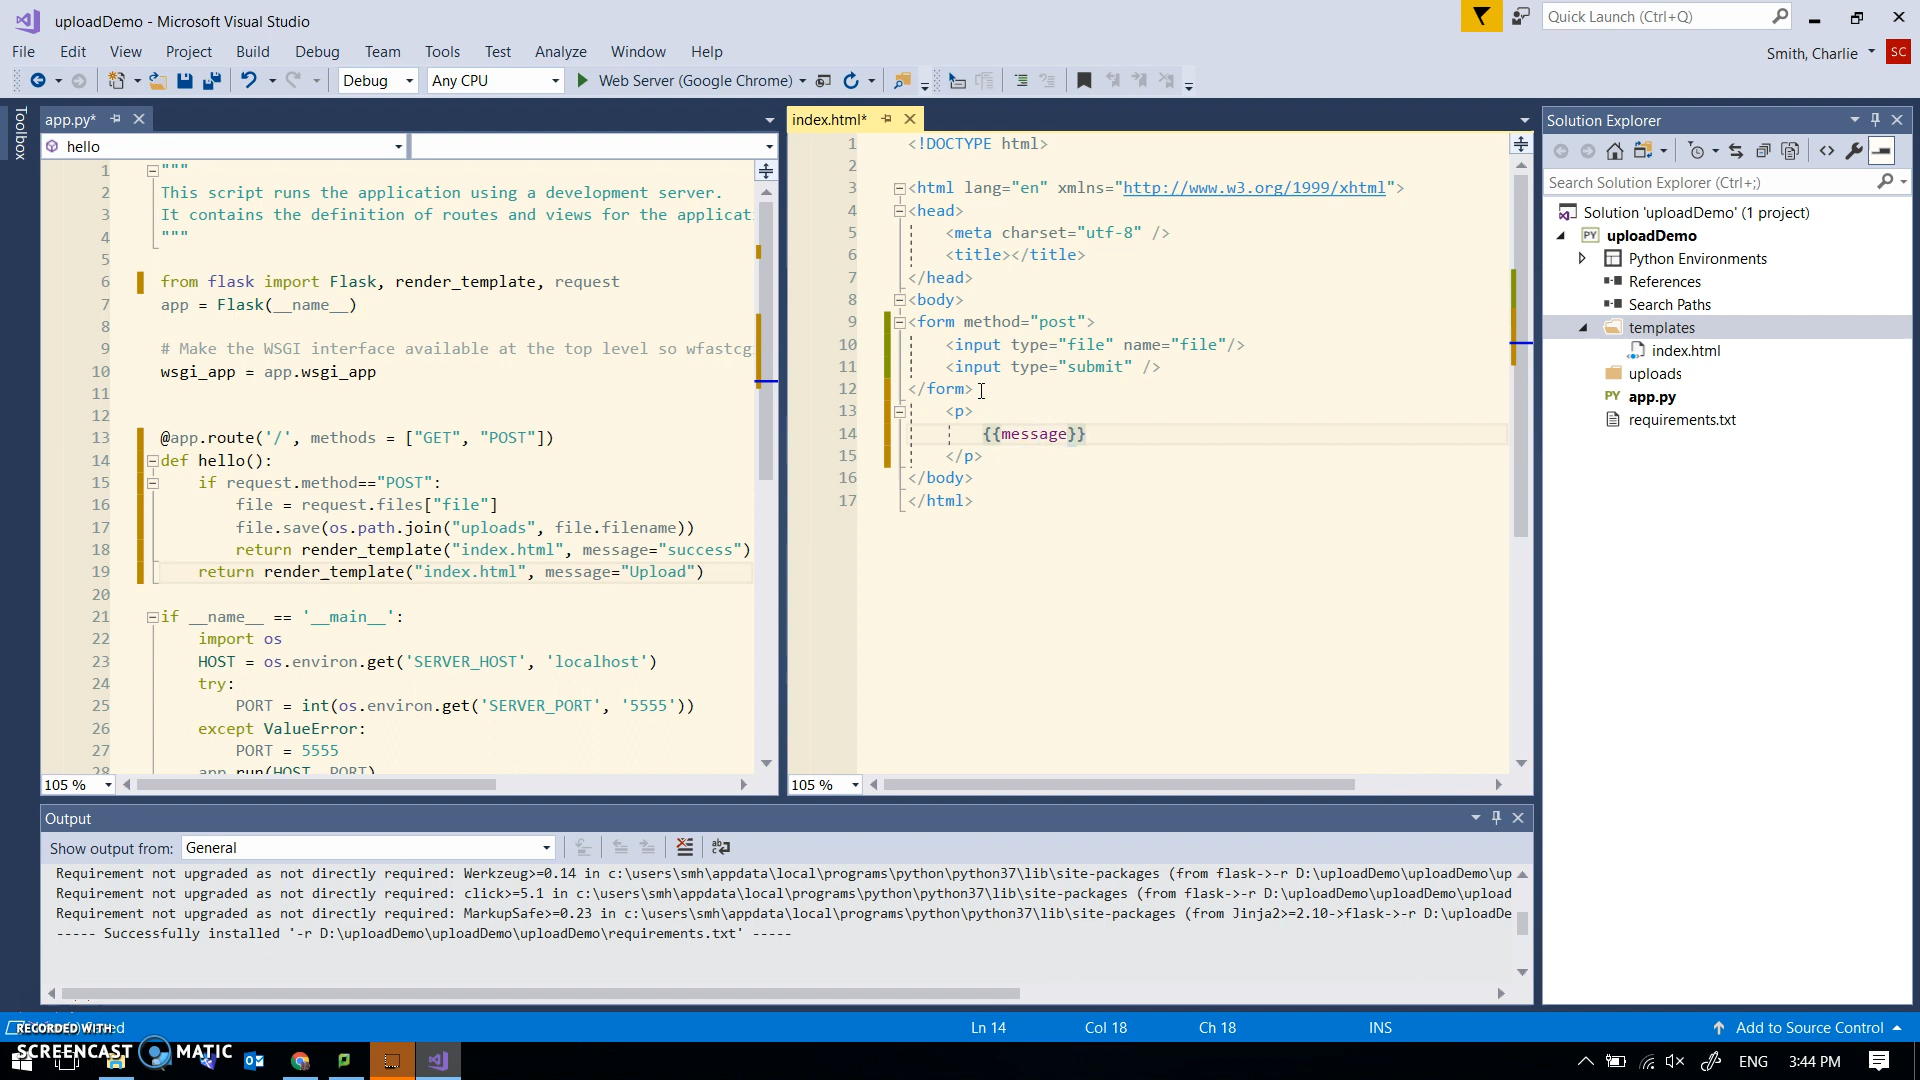 uploadDemo - Microsoft Visual Studio
Quick Launch (Ctrl+Q)
File Edit View Project Build Debug Team Tools Test Analyze Window Help
Smith, Charlie SC
Debug Any CPU Web Server (Google Chrome)
Toolbox
app.py*
hello
1 """
2 This script runs the application using a development server.
3 It contains the definition of routes and views for the applicat
4 """
5
6 from flask import Flask, render_template, request
7 app = Flask(__name__)
8
9 # Make the WSGI interface available at the top level so wfastcg
10 wsgi_app = app.wsgi_app
11
12
13 @app.route('/', methods = ["GET", "POST"])
14 def hello():
15 if request.method=="POST":
16 file = request.files["file"]
17 file.save(os.path.join("uploads", file.filename))
18 return render_template("index.html", message="success")
19 return render_template("index.html", message="Upload")
20
21 if __name__ == '__main__':
22 import os
23 HOST = os.environ.get('SERVER_HOST', 'localhost')
24 try:
25 PORT = int(os.environ.get('SERVER_PORT', '5555'))
26 except ValueError:
27 PORT = 5555
28 app.run(HOST, PORT)
105 %
index.html*
1 <!DOCTYPE html>
2
3 <html lang="en" xmlns="http://www.w3.org/1999/xhtml">
4 <head>
5 <meta charset="utf-8" />
6 <title></title>
7 </head>
8 <body>
9 <form method="post">
10 <input type="file" name="file"/>
11 <input type="submit" />
12 </form>
13 <p>
14 {{message}}
15 </p>
16 </body>
17 </html>
105 %
Solution Explorer
Search Solution Explorer (Ctrl+;)
Solution 'uploadDemo' (1 project)
PY uploadDemo
Python Environments
References
Search Paths
templates
index.html
uploads
PY app.py
requirements.txt
Output
Show output from: General
Requirement not upgraded as not directly required: Werkzeug>=0.14 in c:\users\smh\appdata\local\programs\python\python37\lib\site-packages (from flask->-r D:\uploadDemo\uploadDemo\up
Requirement not upgraded as not directly required: click>=5.1 in c:\users\smh\appdata\local\programs\python\python37\lib\site-packages (from flask->-r D:\uploadDemo\uploadDemo\upload
Requirement not upgraded as not directly required: MarkupSafe>=0.23 in c:\users\smh\appdata\local\programs\python\python37\lib\site-packages (from Jinja2>=2.10->flask->-r D:\uploadDe
----- Successfully installed '-r D:\uploadDemo\uploadDemo\uploadDemo\requirements.txt' -----
Ln 14 Col 18 Ch 18 INS Add to Source Control
RECORDED WITH
SCREENCAST MATIC
ENG 3:44 PM